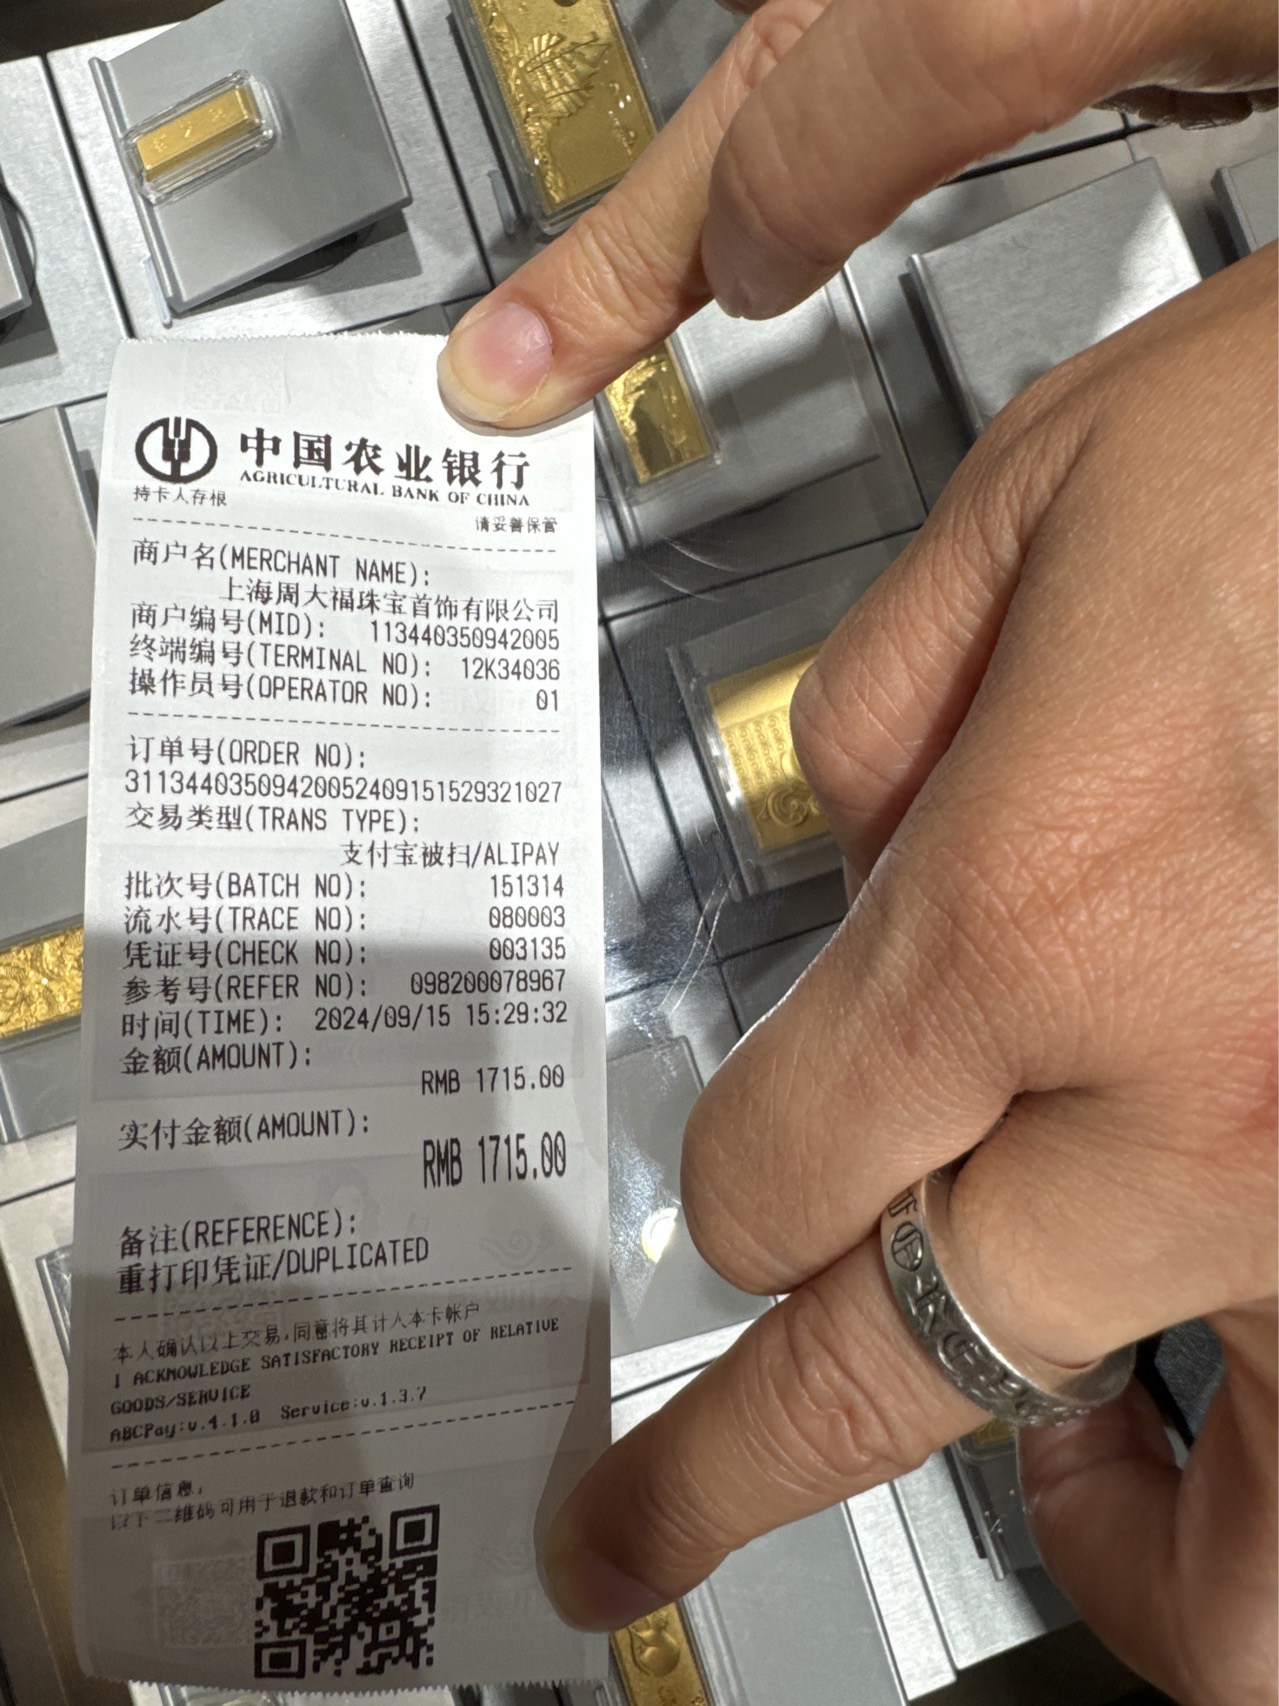 中国农业银行
AGRICULTURAL BANK OF CHINA
持卡人存根
请妥善保管
商户名(MERCHANT NAME):
上海周大福珠宝首饰有限公司
商户编号(MID): 113440350942005
终端编号(TERMINAL NO): 12K34036
操作员号(OPERATOR NO): 01
订单号(ORDER NO):
31134403509420052409151529321027
交易类型(TRANS TYPE):
支付宝被扫/ALIPAY
批次号(BATCH NO): 151314
流水号(TRACE NO): 080003
凭证号(CHECK NO): 003135
参考号(REFER NO): 098200078967
时间(TIME): 2024/09/15 15:29:32
金额(AMOUNT):
RMB 1715.00
实付金额(AMOUNT):
RMB 1715.00
备注(REFERENCE):
重打印凭证/DUPLICATED
本人确认以上交易,同意将其计入本卡帐户
I ACKNOWLEDGE SATISFACTORY RECEIPT OF RELATIVE
GOODS/SERVICE
ABCPay:v.4.1.0 Service:v.1.3.7
订单信息,
以下二维码可用于退款和订单查询